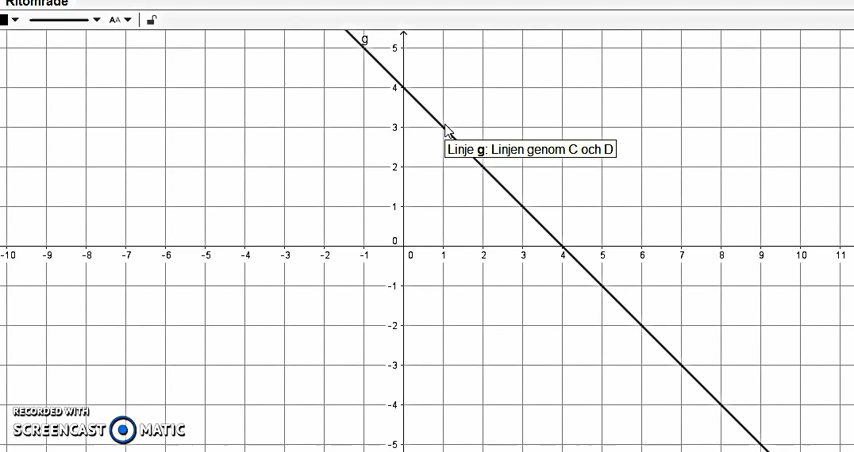 Ritområde
AA
g
5
4
3
Linje g: Linjen genom C och D
2
1
0
-10 -9 -8 -7 -6 -5 -4 -3 -2 -1 0 1 2 3 4 5 6 7 8 9 10 11
-1
-2
-3
-4
-5
RECORDED WITH
SCREENCAST MATIC